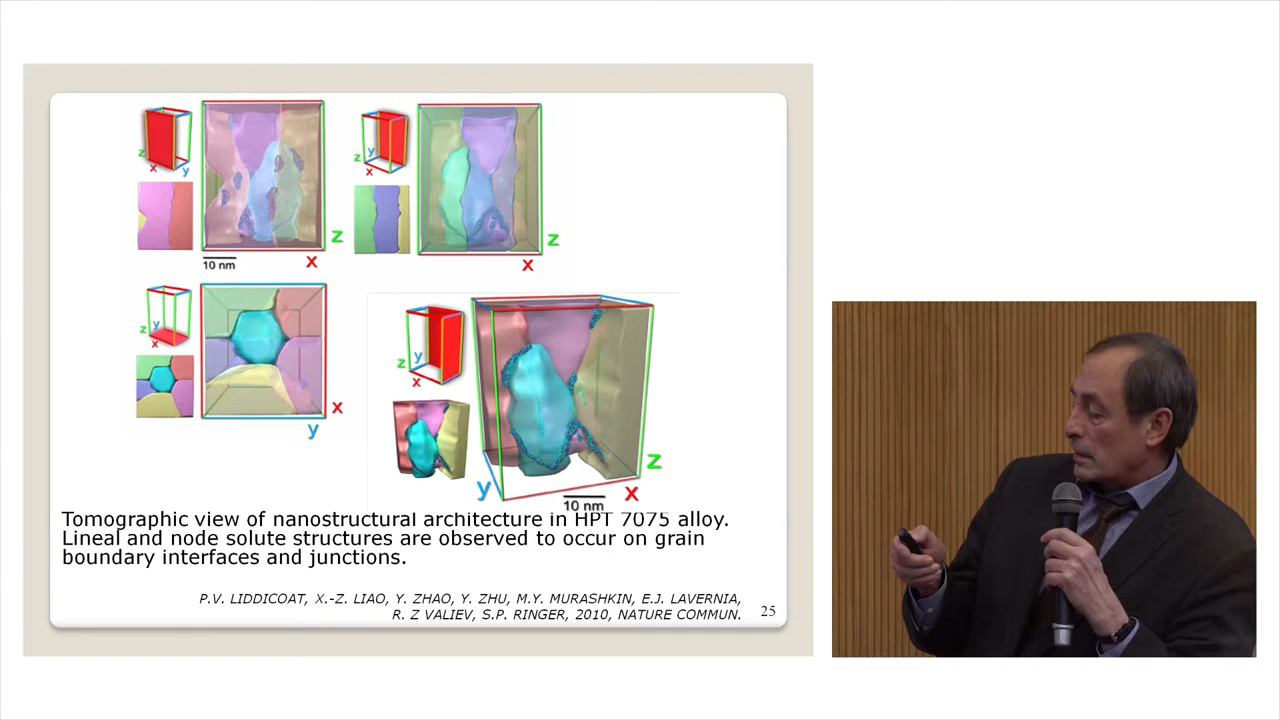 z
x
y
z
x
10 nm
y
z
x
z
x
y
z
x
y
x
y
z
x
y
z
x
10 nm
Tomographic view of nanostructural architecture in HPT 7075 alloy.
Lineal and node solute structures are observed to occur on grain
boundary interfaces and junctions.
P.V. LIDDICOAT, X.-Z. LIAO, Y. ZHAO, Y. ZHU, M.Y. MURASHKIN, E.J. LAVERNIA,
R. Z VALIEV, S.P. RINGER, 2010, NATURE COMMUN.
25